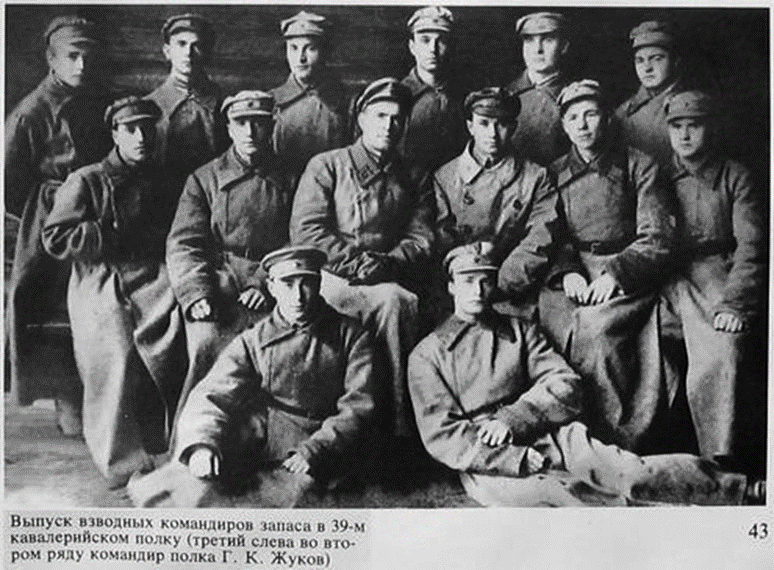 Выпуск взводных командиров запаса в 39-м
кавалерийском полку (третий слева во вто-
ром ряду командир полка Г. К. Жуков)
43